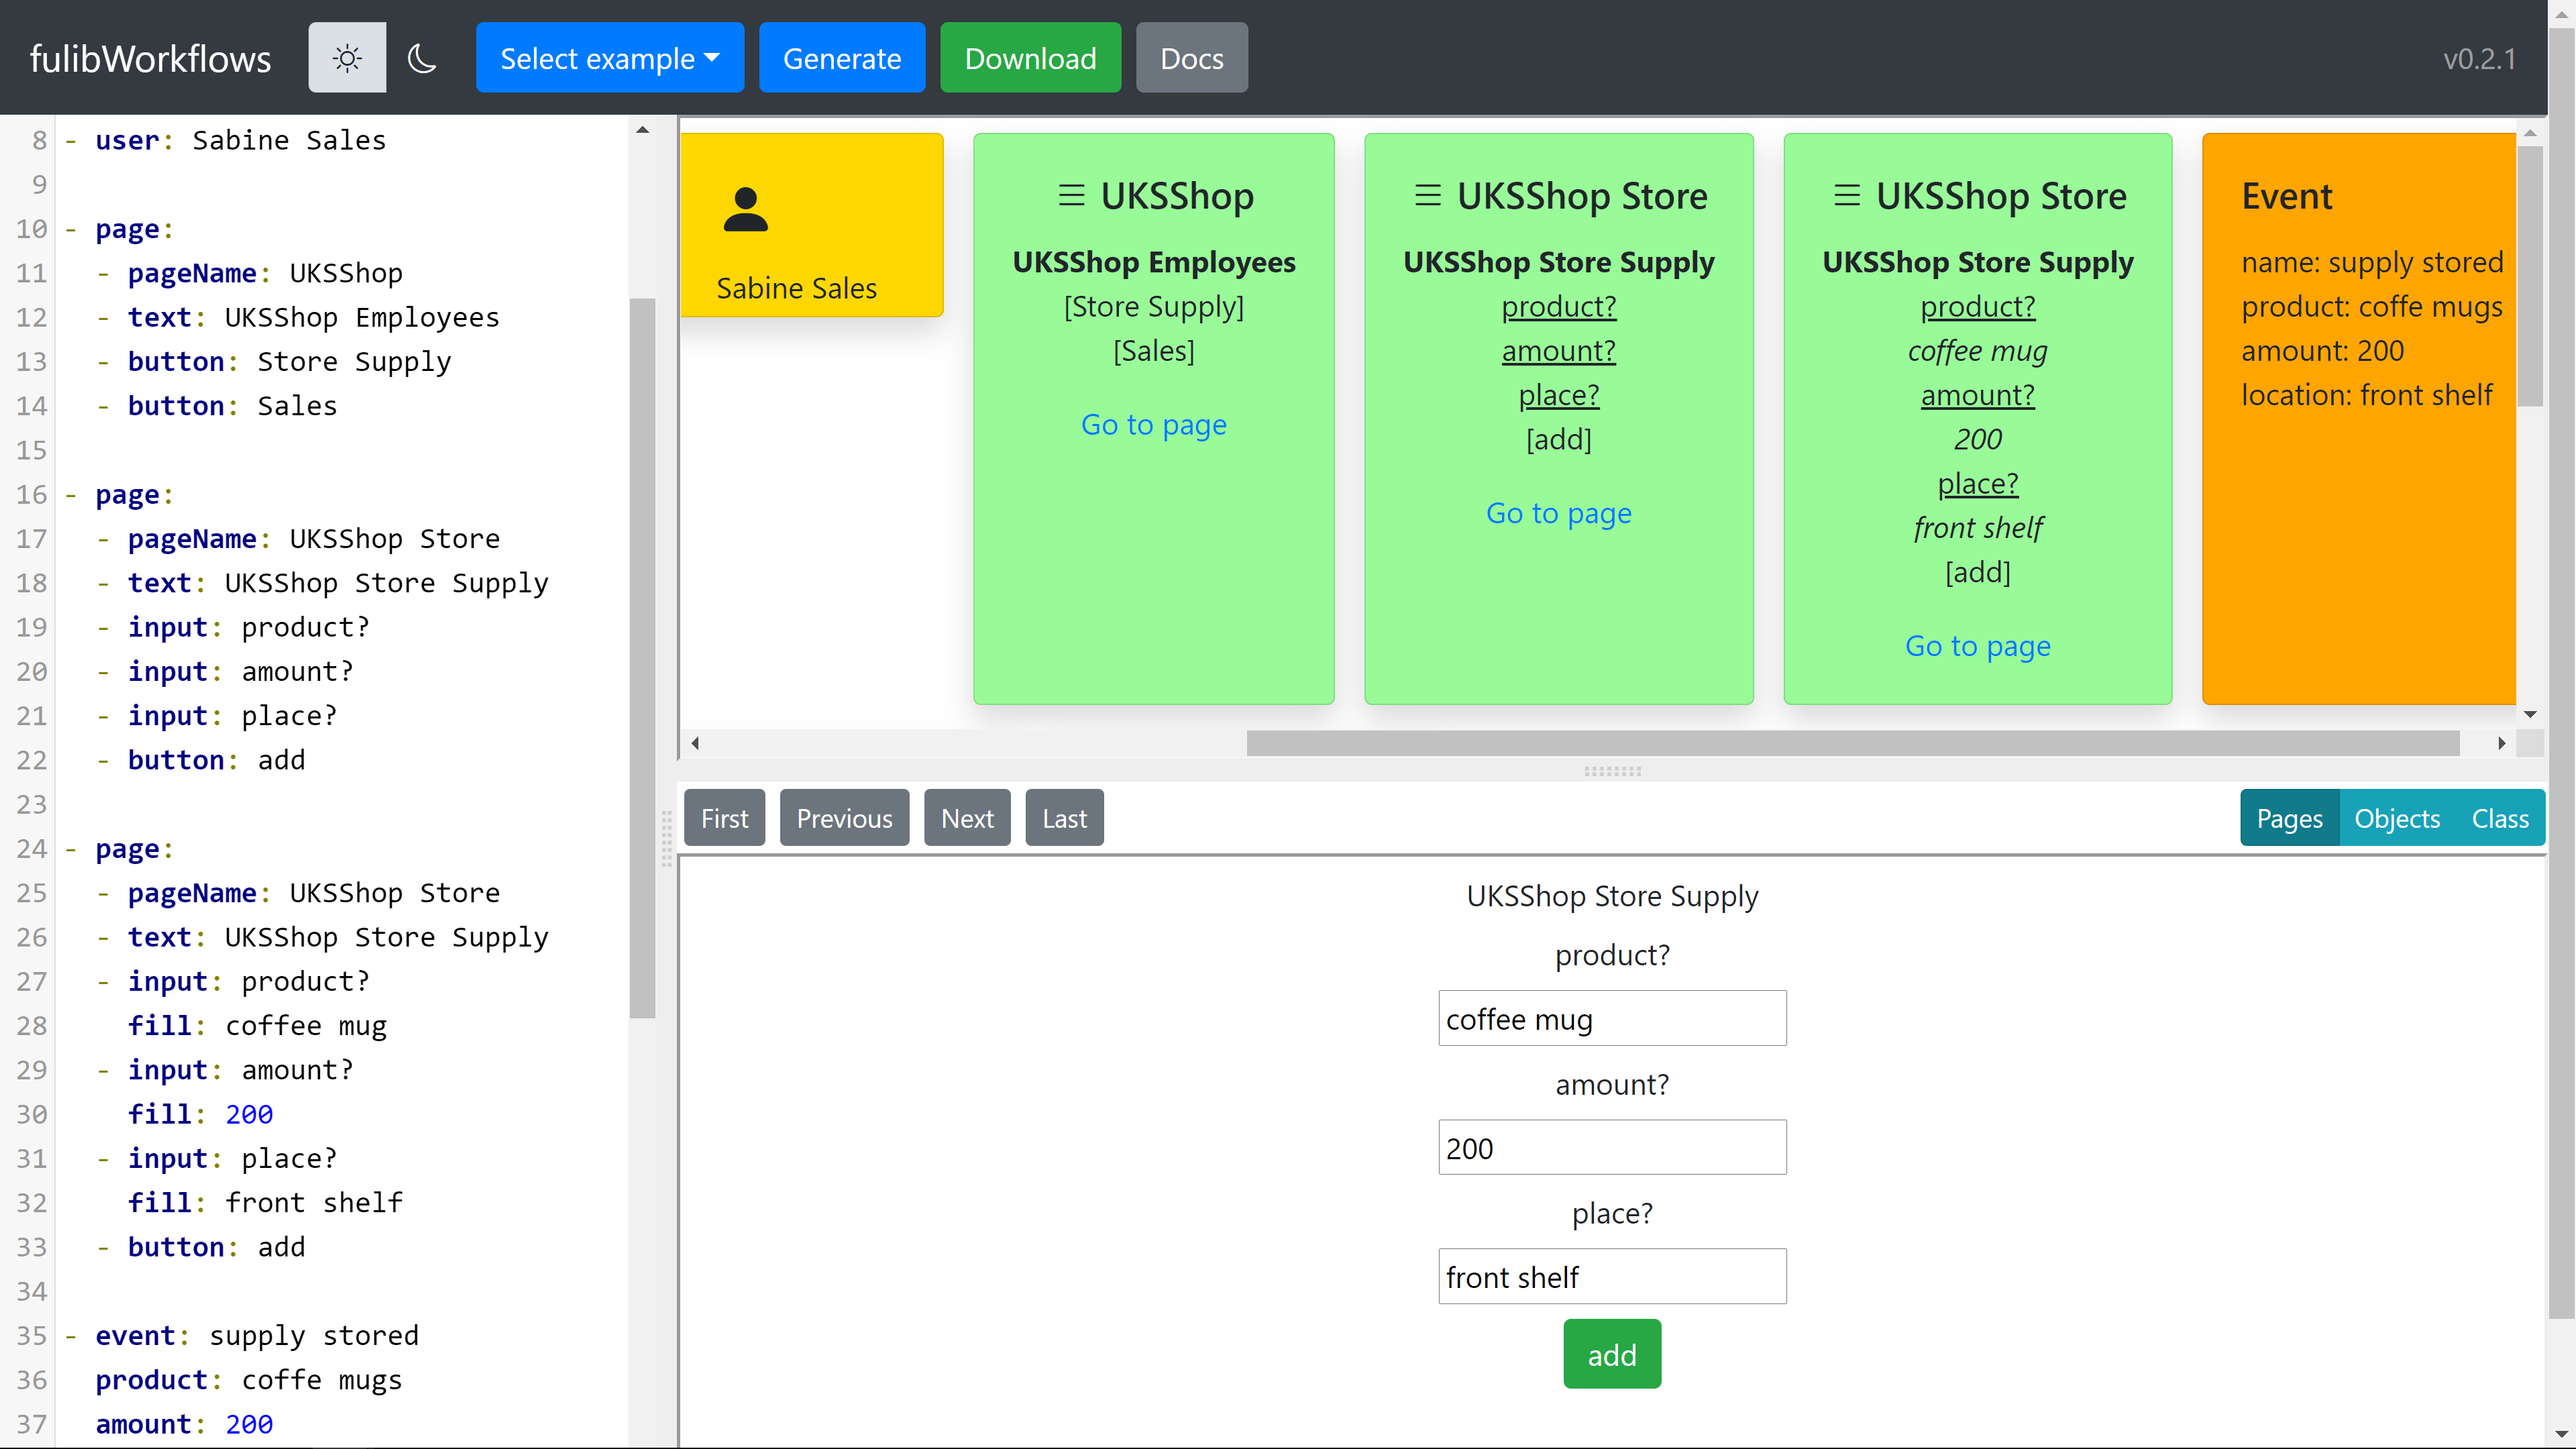 fulibWorkflows
Select example
Generate
Download
Docs
v0.2.1
8 - user: Sabine Sales
9
10 - page:
11 - pageName: UKSShop
12 - text: UKSShop Employees
13 - button: Store Supply
14 - button: Sales
15
16 - page:
17 - pageName: UKSShop Store
18 - text: UKSShop Store Supply
19 - input: product?
20 - input: amount?
21 - input: place?
22 - button: add
23
24 - page:
25 - pageName: UKSShop Store
26 - text: UKSShop Store Supply
27 - input: product?
28 fill: coffee mug
29 - input: amount?
30 fill: 200
31 - input: place?
32 fill: front shelf
33 - button: add
34
35 - event: supply stored
36 product: coffe mugs
37 amount: 200
Sabine Sales
UKSShop
UKSShop Employees
[Store Supply]
[Sales]
Go to page
UKSShop Store
UKSShop Store Supply
product?
amount?
place?
[add]
Go to page
UKSShop Store
UKSShop Store Supply
product?
coffee mug
amount?
200
place?
front shelf
[add]
Go to page
Event
name: supply stored
product: coffe mugs
amount: 200
location: front shelf
First
Previous
Next
Last
Pages
Objects
Class
UKSShop Store Supply
product?
coffee mug
amount?
200
place?
front shelf
add